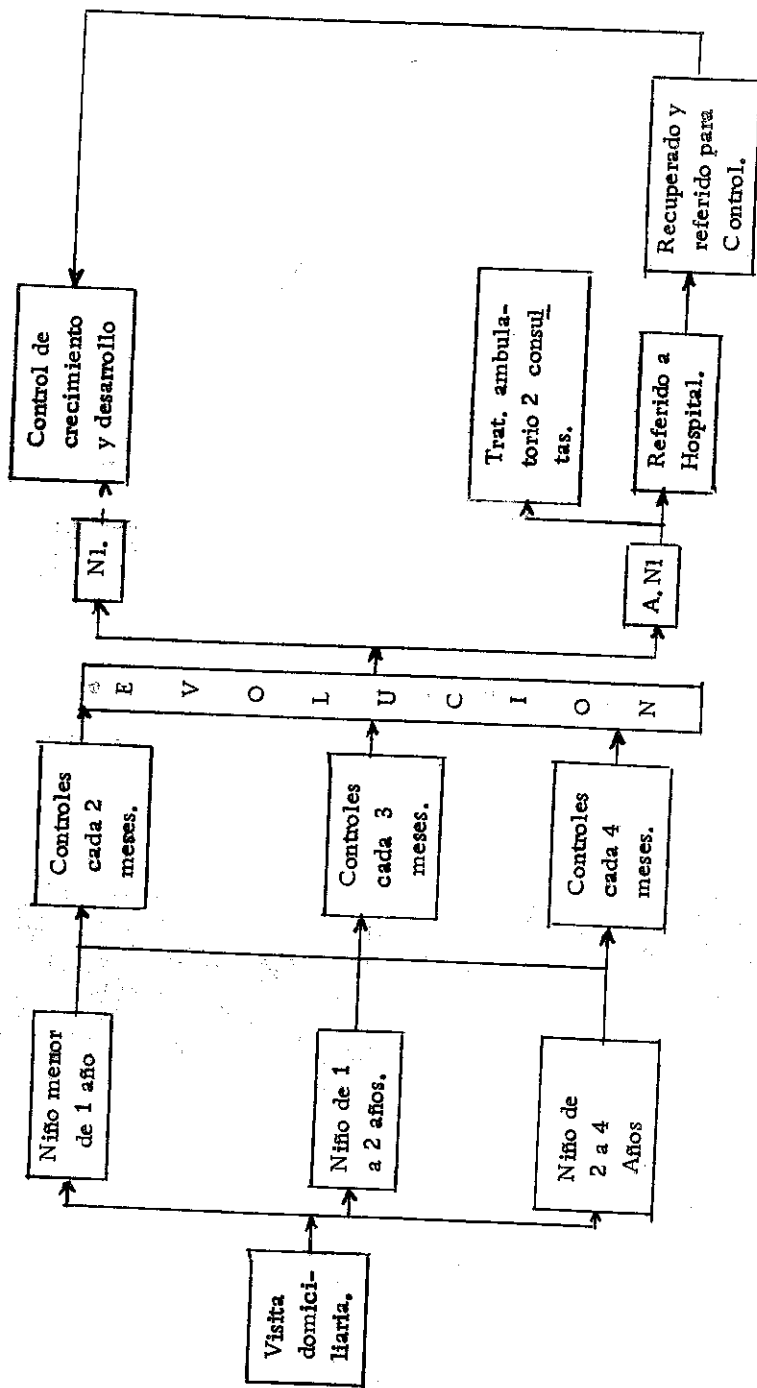 Visita
domici-
liaria.
Niño menor
de 1 año
Niño de 1
a 2 años.
Niño de
2 a 4
Años
Controles
cada 2
meses.
Controles
cada 3
meses.
Controles
cada 4
meses.
E V O L U C I O N
Nl.
A.Nl
Control de
crecimiento
y desarrollo
Trat. ambula-
torio 2 consul
tas.
Referido a
Hospital.
Recuperado y
referido para
Control.